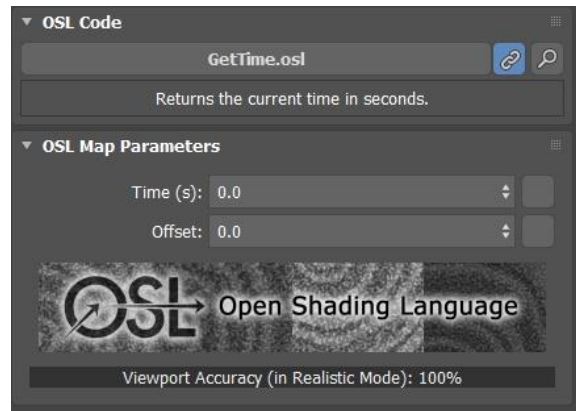 OSL Code
GetTime.osl
Returns the current time in seconds.
OSL Map Parameters
Time (s): 0.0
Offset: 0.0
OSL Open Shading Language
Viewport Accuracy (in Realistic Mode): 100%